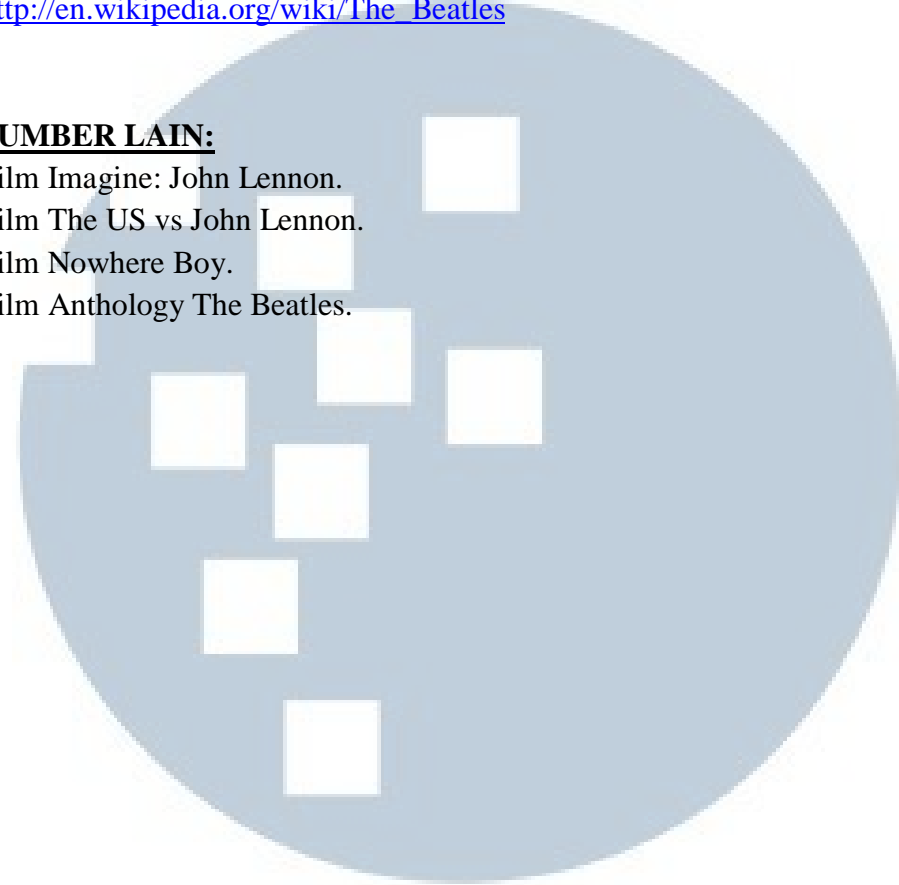 ttp://en.wikipedia.org/wiki/The_Beatles
UMBER LAIN:
ilm Imagine: John Lennon.
ilm The US vs John Lennon.
ilm Nowhere Boy.
ilm Anthology The Beatles.